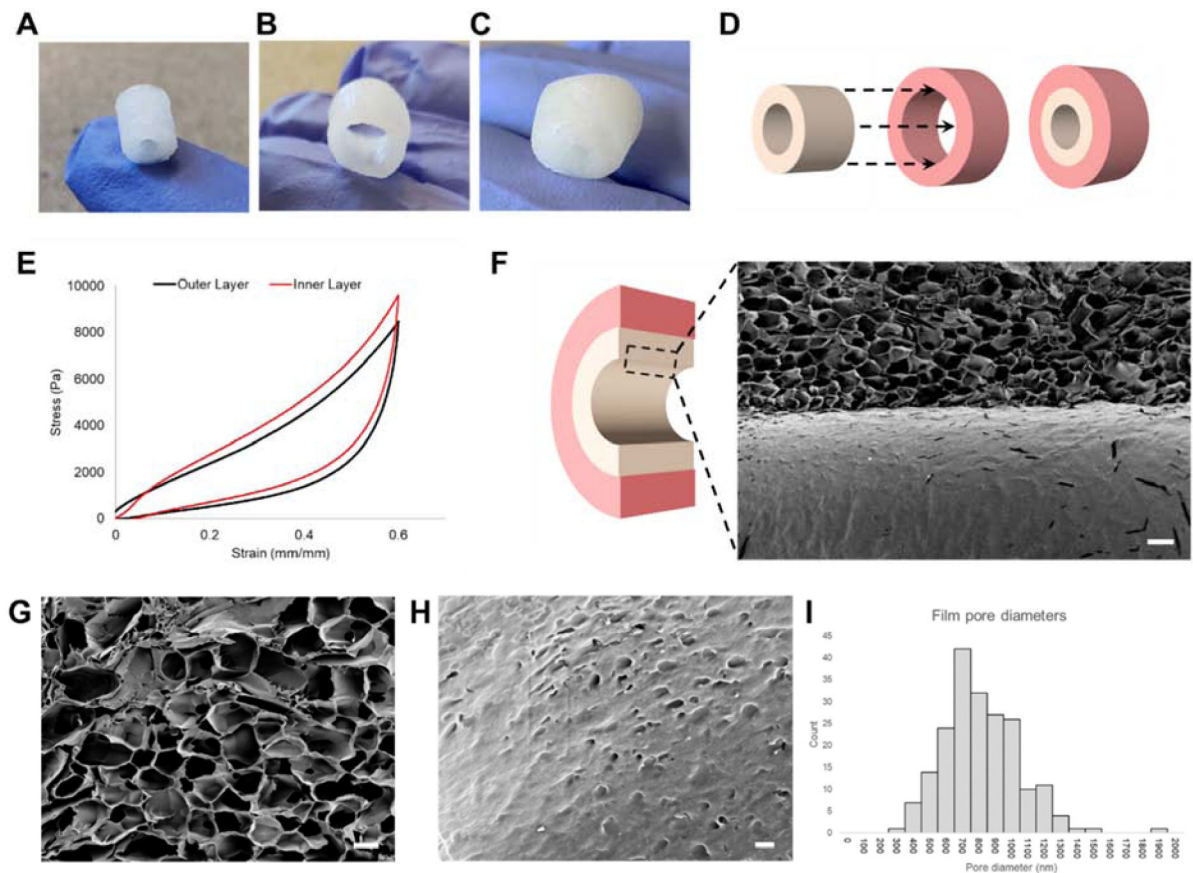 A
B
C
D
E
Outer Layer
Inner Layer
10000
8000
6000
4000
2000
0
Stress (Pa)
0
0.2
0.4
0.6
Strain (mm/mm)
F
G
H
I
Film pore diameters
45
40
35
30
25
20
15
10
5
0
Count
0
100
200
300
400
500
600
700
800
900
1000
1100
1200
1300
1400
1500
1600
1700
1800
1900
2000
Pore diameter (nm)